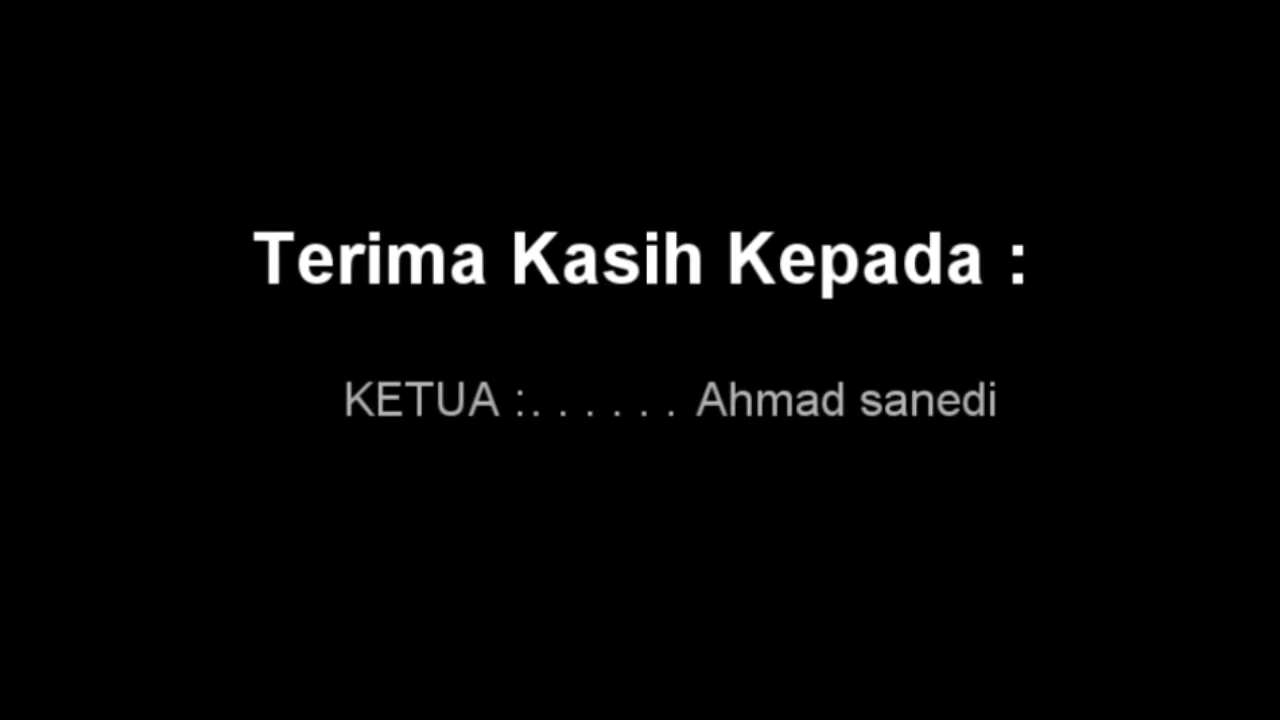 Terima Kasih Kepada :
KETUA :. . . . . . Ahmad sanedi